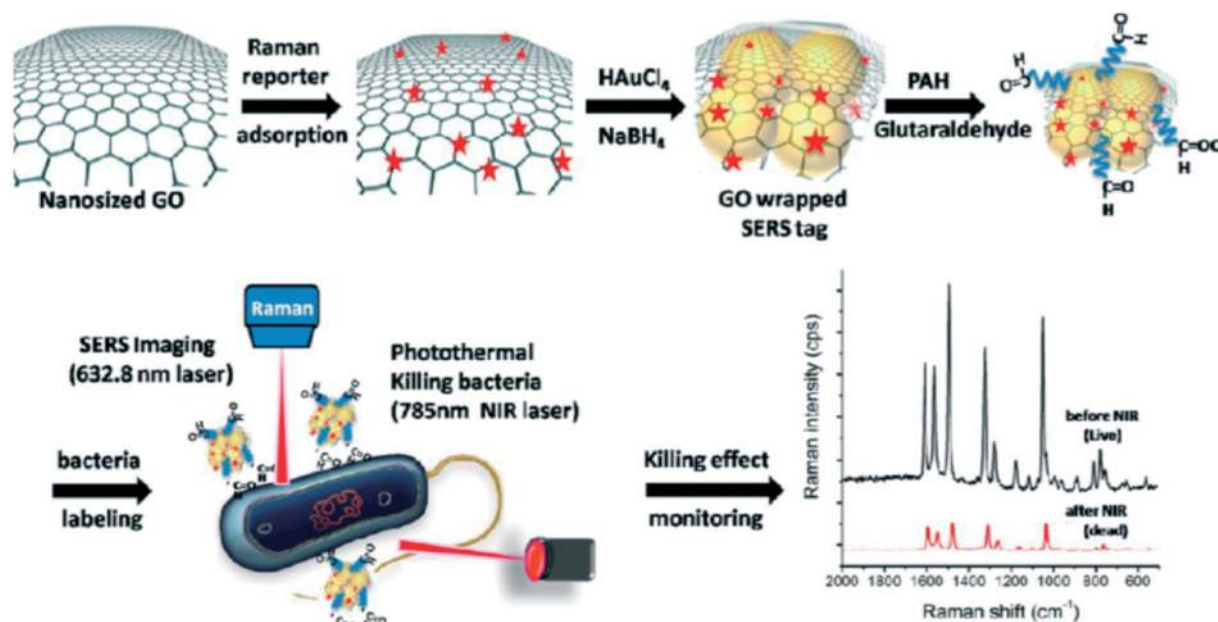 Raman
reporter
adsorption
HAuCl₄
NaBH₄
PAH
Glutaraldehyde
Nanosized GO
GO wrapped
SERS tag
Raman
SERS Imaging
(632.8 nm laser)
Photothermal
Killing bacteria
(785nm NIR laser)
bacteria
labeling
Killing effect
monitoring
Raman intensity (cps)
before NIR
(Live)
after NIR
(dead)
2000 1800 1600 1400 1200 1000 800 600
Raman shift (cm⁻¹)